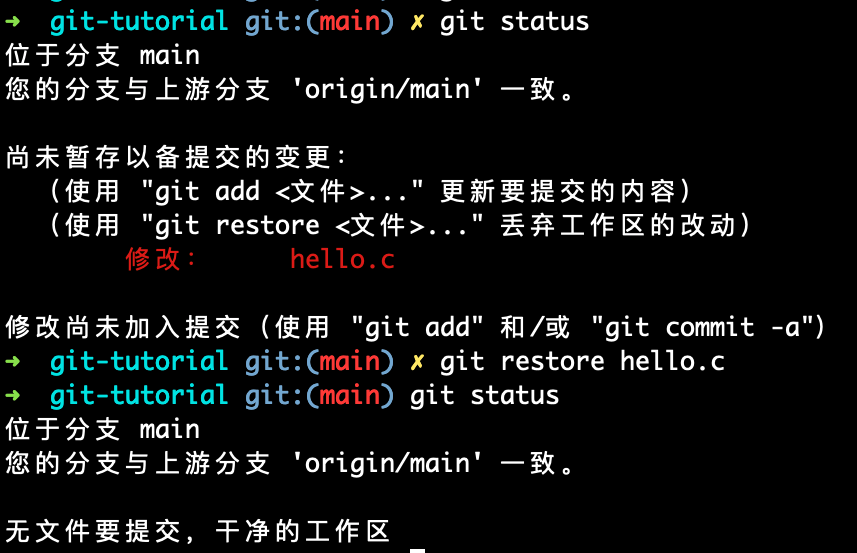 ➜  git-tutorial git:(main) ✗ git status
位于分支 main
您的分支与上游分支 'origin/main' 一致。

尚未暂存以备提交的变更：
  （使用 "git add <文件>..." 更新要提交的内容）
  （使用 "git restore <文件>..." 丢弃工作区的改动）
        修改：     hello.c

修改尚未加入提交（使用 "git add" 和/或 "git commit -a"）
➜  git-tutorial git:(main) ✗ git restore hello.c
➜  git-tutorial git:(main) git status
位于分支 main
您的分支与上游分支 'origin/main' 一致。

无文件要提交，干净的工作区